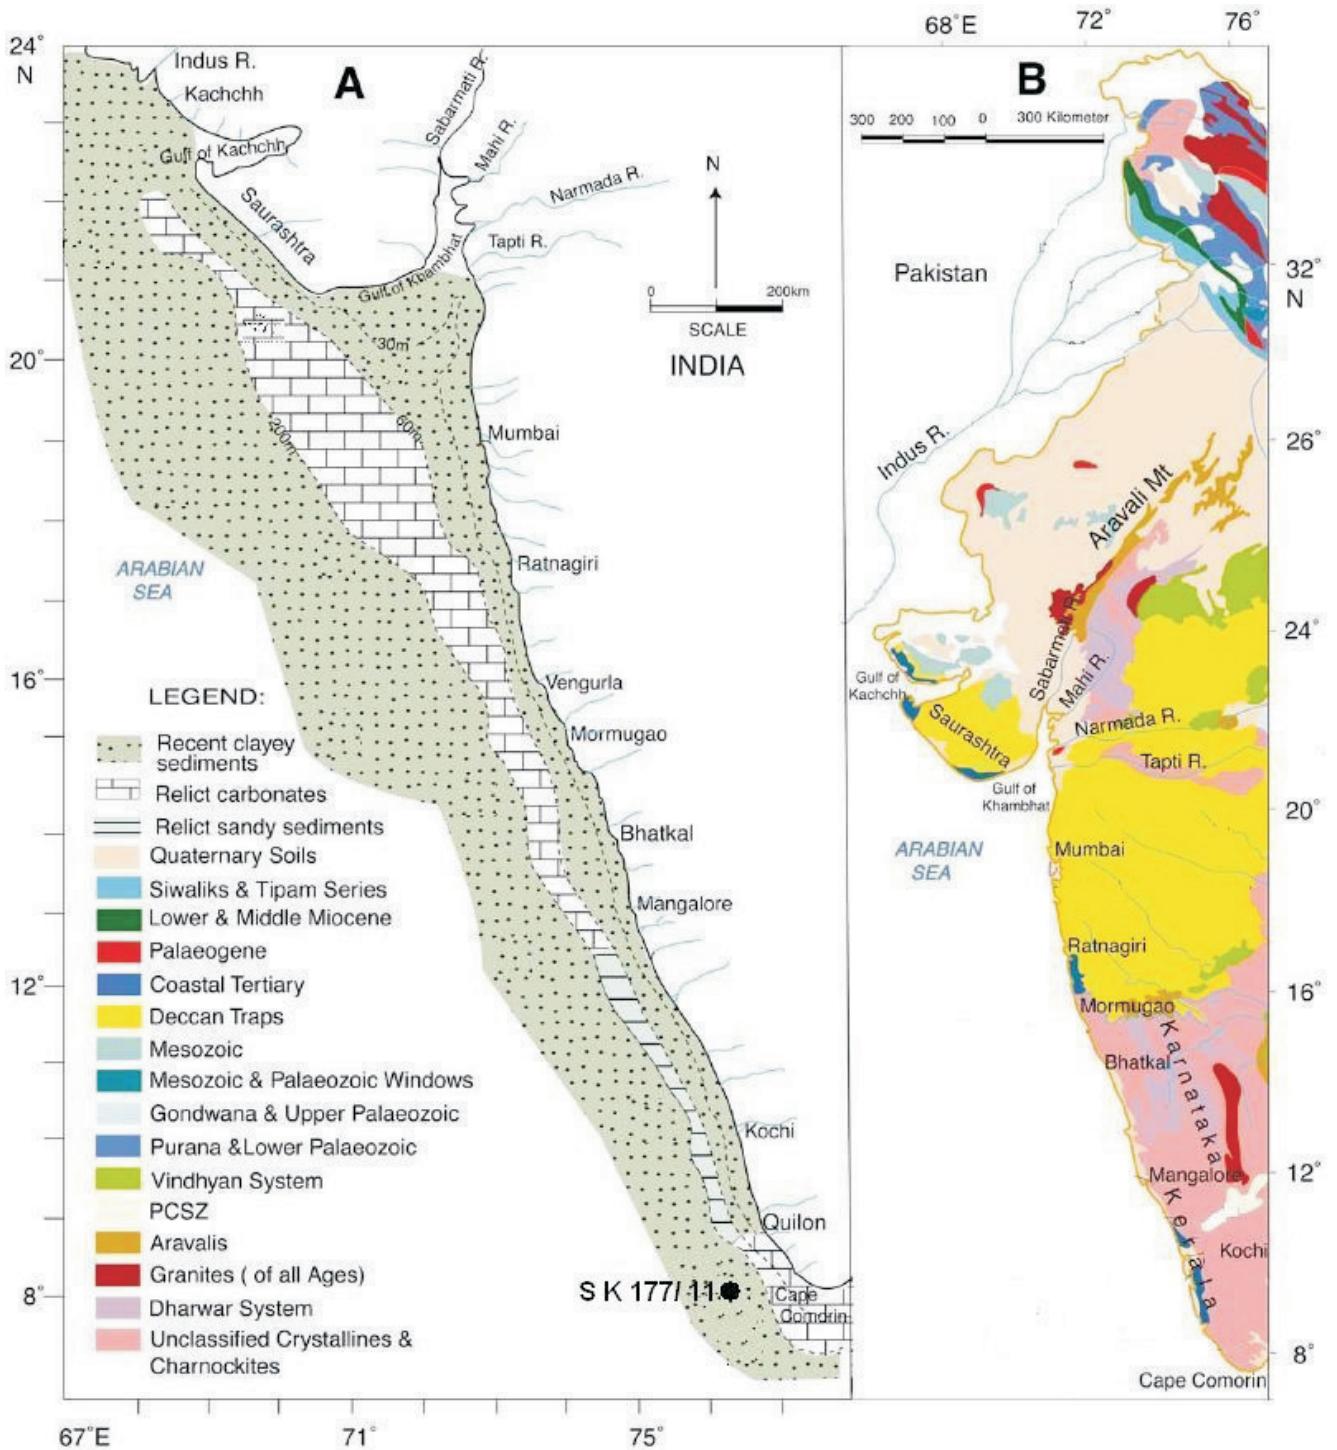 24°
N
20°
16°
12°
8°
67°E
71°
75°
A
Indus R.
Kachchh
Gulf of Kachchh
Saurashtra
Sabarmati R.
Mahi R.
Narmada R.
Tapti R.
Gulf of Khambhat
30m
60m
200m
N
0 200km
SCALE
INDIA
Mumbai
Ratnagiri
Vengurla
Mormugao
Bhatkal
Mangalore
Kochi
Quilon
Cape
Comorin
S K 177/ 11
ARABIAN
SEA
LEGEND:
Recent clayey
sediments
Relict carbonates
Relict sandy sediments
Quaternary Soils
Siwaliks & Tipam Series
Lower & Middle Miocene
Palaeogene
Coastal Tertiary
Deccan Traps
Mesozoic
Mesozoic & Palaeozoic Windows
Gondwana & Upper Palaeozoic
Purana &Lower Palaeozoic
Vindhyan System
PCSZ
Aravalis
Granites ( of all Ages)
Dharwar System
Unclassified Crystallines &
Charnockites
68°E
72°
76°
B
300 200 100 0 300 Kilometer
32°
N
26°
24°
20°
16°
12°
8°
Pakistan
Indus R.
Aravali Mt
Sabarmati R.
Mahi R.
Gulf of
Kachchh
Saurashtra
Narmada R.
Tapti R.
Gulf of
Khambhat
ARABIAN
SEA
Mumbai
Ratnagiri
Mormugao
Karnataka
Bhatkal
Mangalore
Kerala
Kochi
Cape Comorin